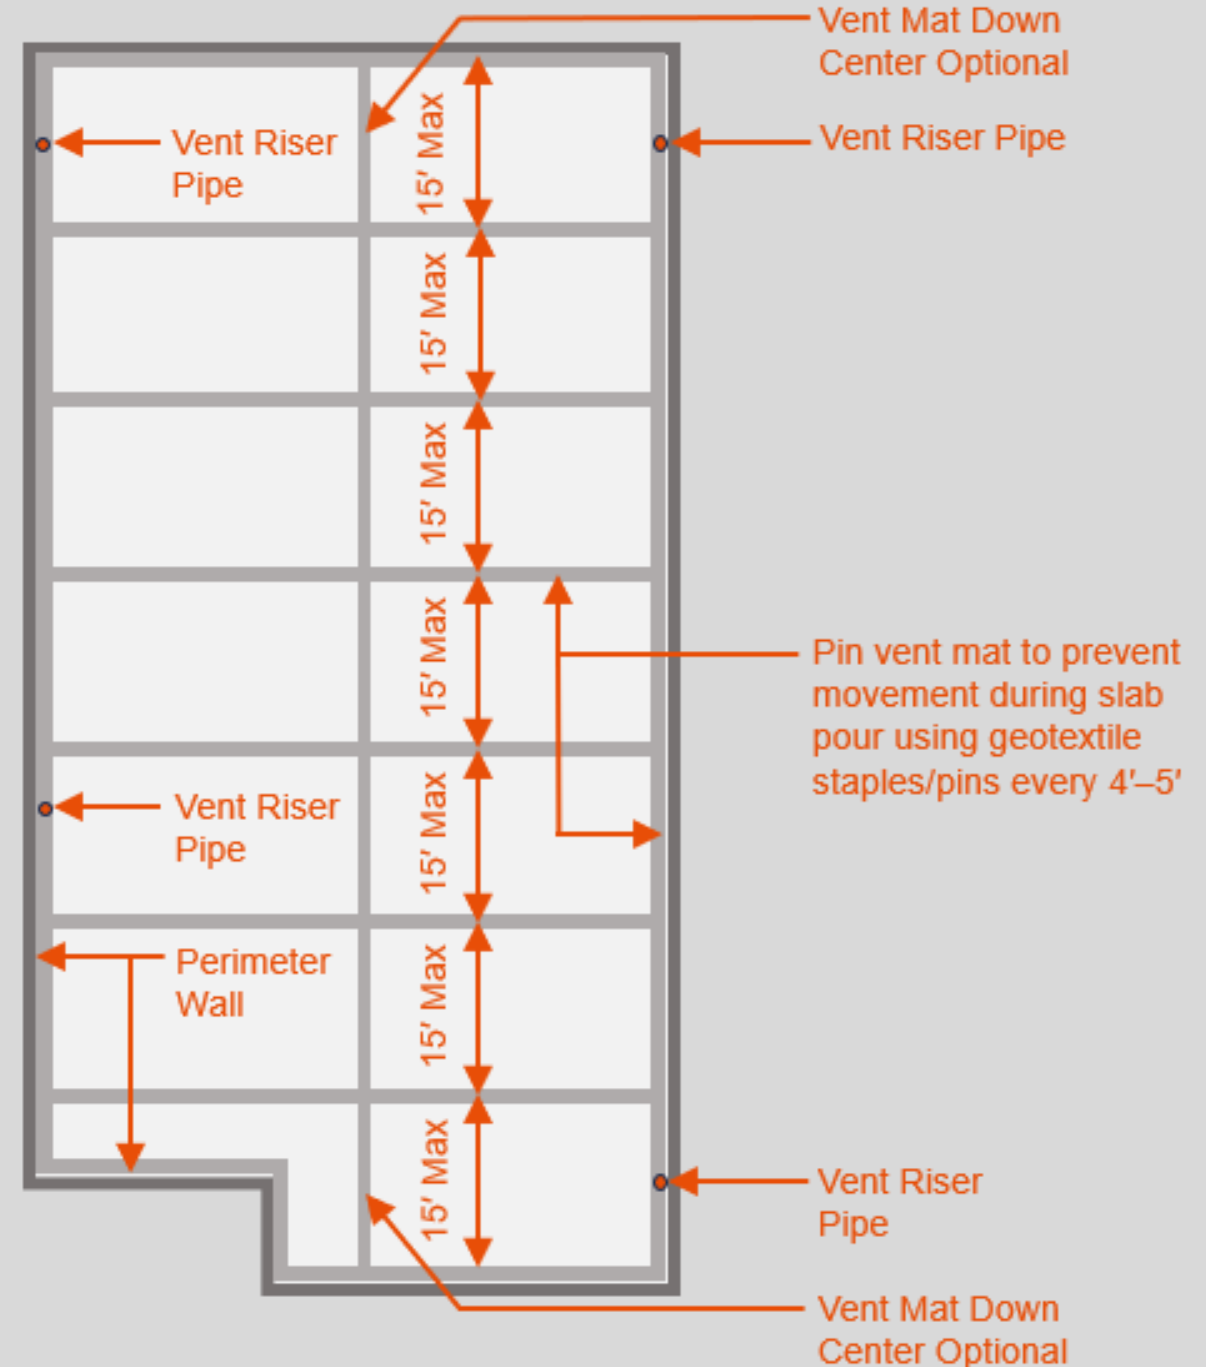 Vent Mat Down
Center Optional
Vent Riser
Pipe
15' Max
Vent Riser Pipe
15' Max
15' Max
15' Max
Pin vent mat to prevent
movement during slab
pour using geotextile
staples/pins every 4'–5'
Vent Riser
Pipe
15' Max
Perimeter
Wall
15' Max
15' Max
Vent Riser
Pipe
Vent Mat Down
Center Optional